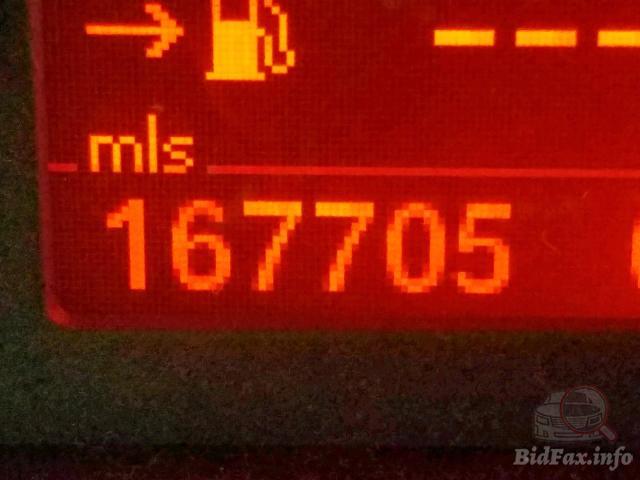 ---
mls
167705
BidFax.info